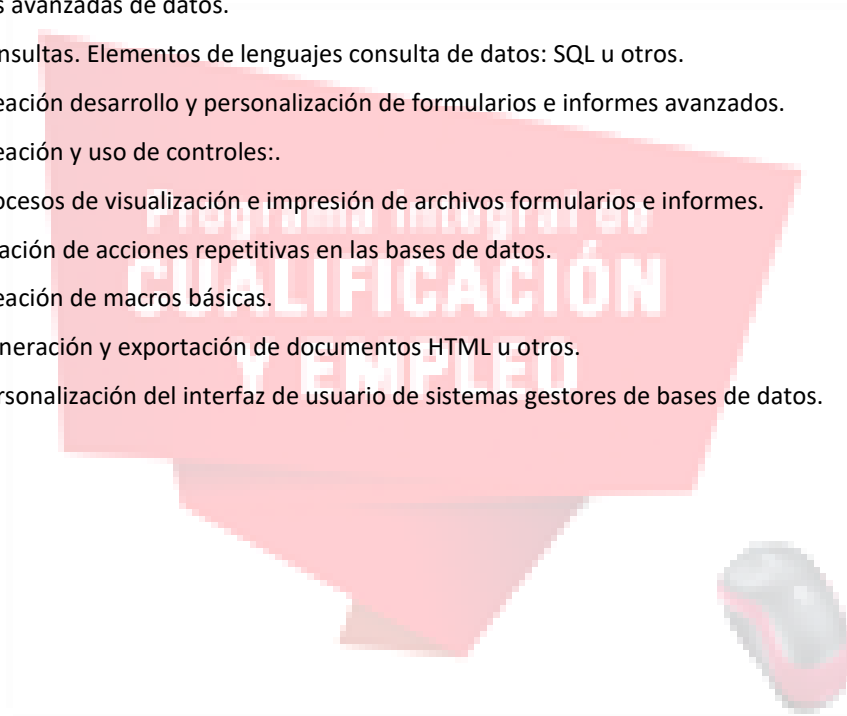 s avanzadas de datos.
nsultas. Elementos de lenguajes consulta de datos: SQL u otros.
eación desarrollo y personalización de formularios e informes avanzados.
eación y uso de controles:.
ocesos de visualización e impresión de archivos formularios e informes.
Programa Integral de
ación de acciones repetitivas en las bases de datos.
CUALIFICACIÓN
eación de macros básicas.
neración y exportación de documentos HTML u otros.
Y EMPLEO
rsonalización del interfaz de usuario de sistemas gestores de bases de datos.